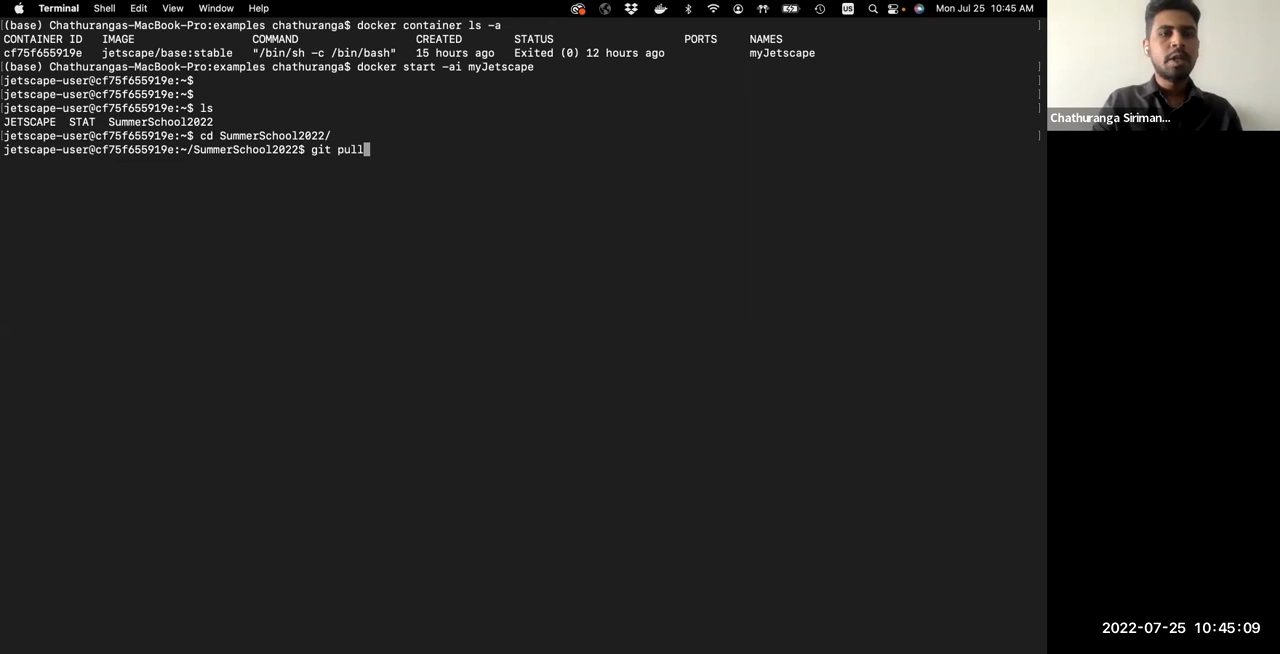 Terminal Shell Edit View Window Help US Mon Jul 25 10:45 AM
(base) Chathurangas-MacBook-Pro:examples chathuranga$ docker container ls -a
CONTAINER ID IMAGE COMMAND CREATED STATUS PORTS NAMES
cf75f655919e jetscape/base:stable "/bin/sh -c /bin/bash" 15 hours ago Exited (0) 12 hours ago myJetscape
(base) Chathurangas-MacBook-Pro:examples chathuranga$ docker start -ai myJetscape
jetscape-user@cf75f655919e:~$
jetscape-user@cf75f655919e:~$
jetscape-user@cf75f655919e:~$ ls
JETSCAPE STAT SummerSchool2022
jetscape-user@cf75f655919e:~$ cd SummerSchool2022/
jetscape-user@cf75f655919e:~/SummerSchool2022$ git pull
Chathuranga Siriman...
2022-07-25 10:45:09